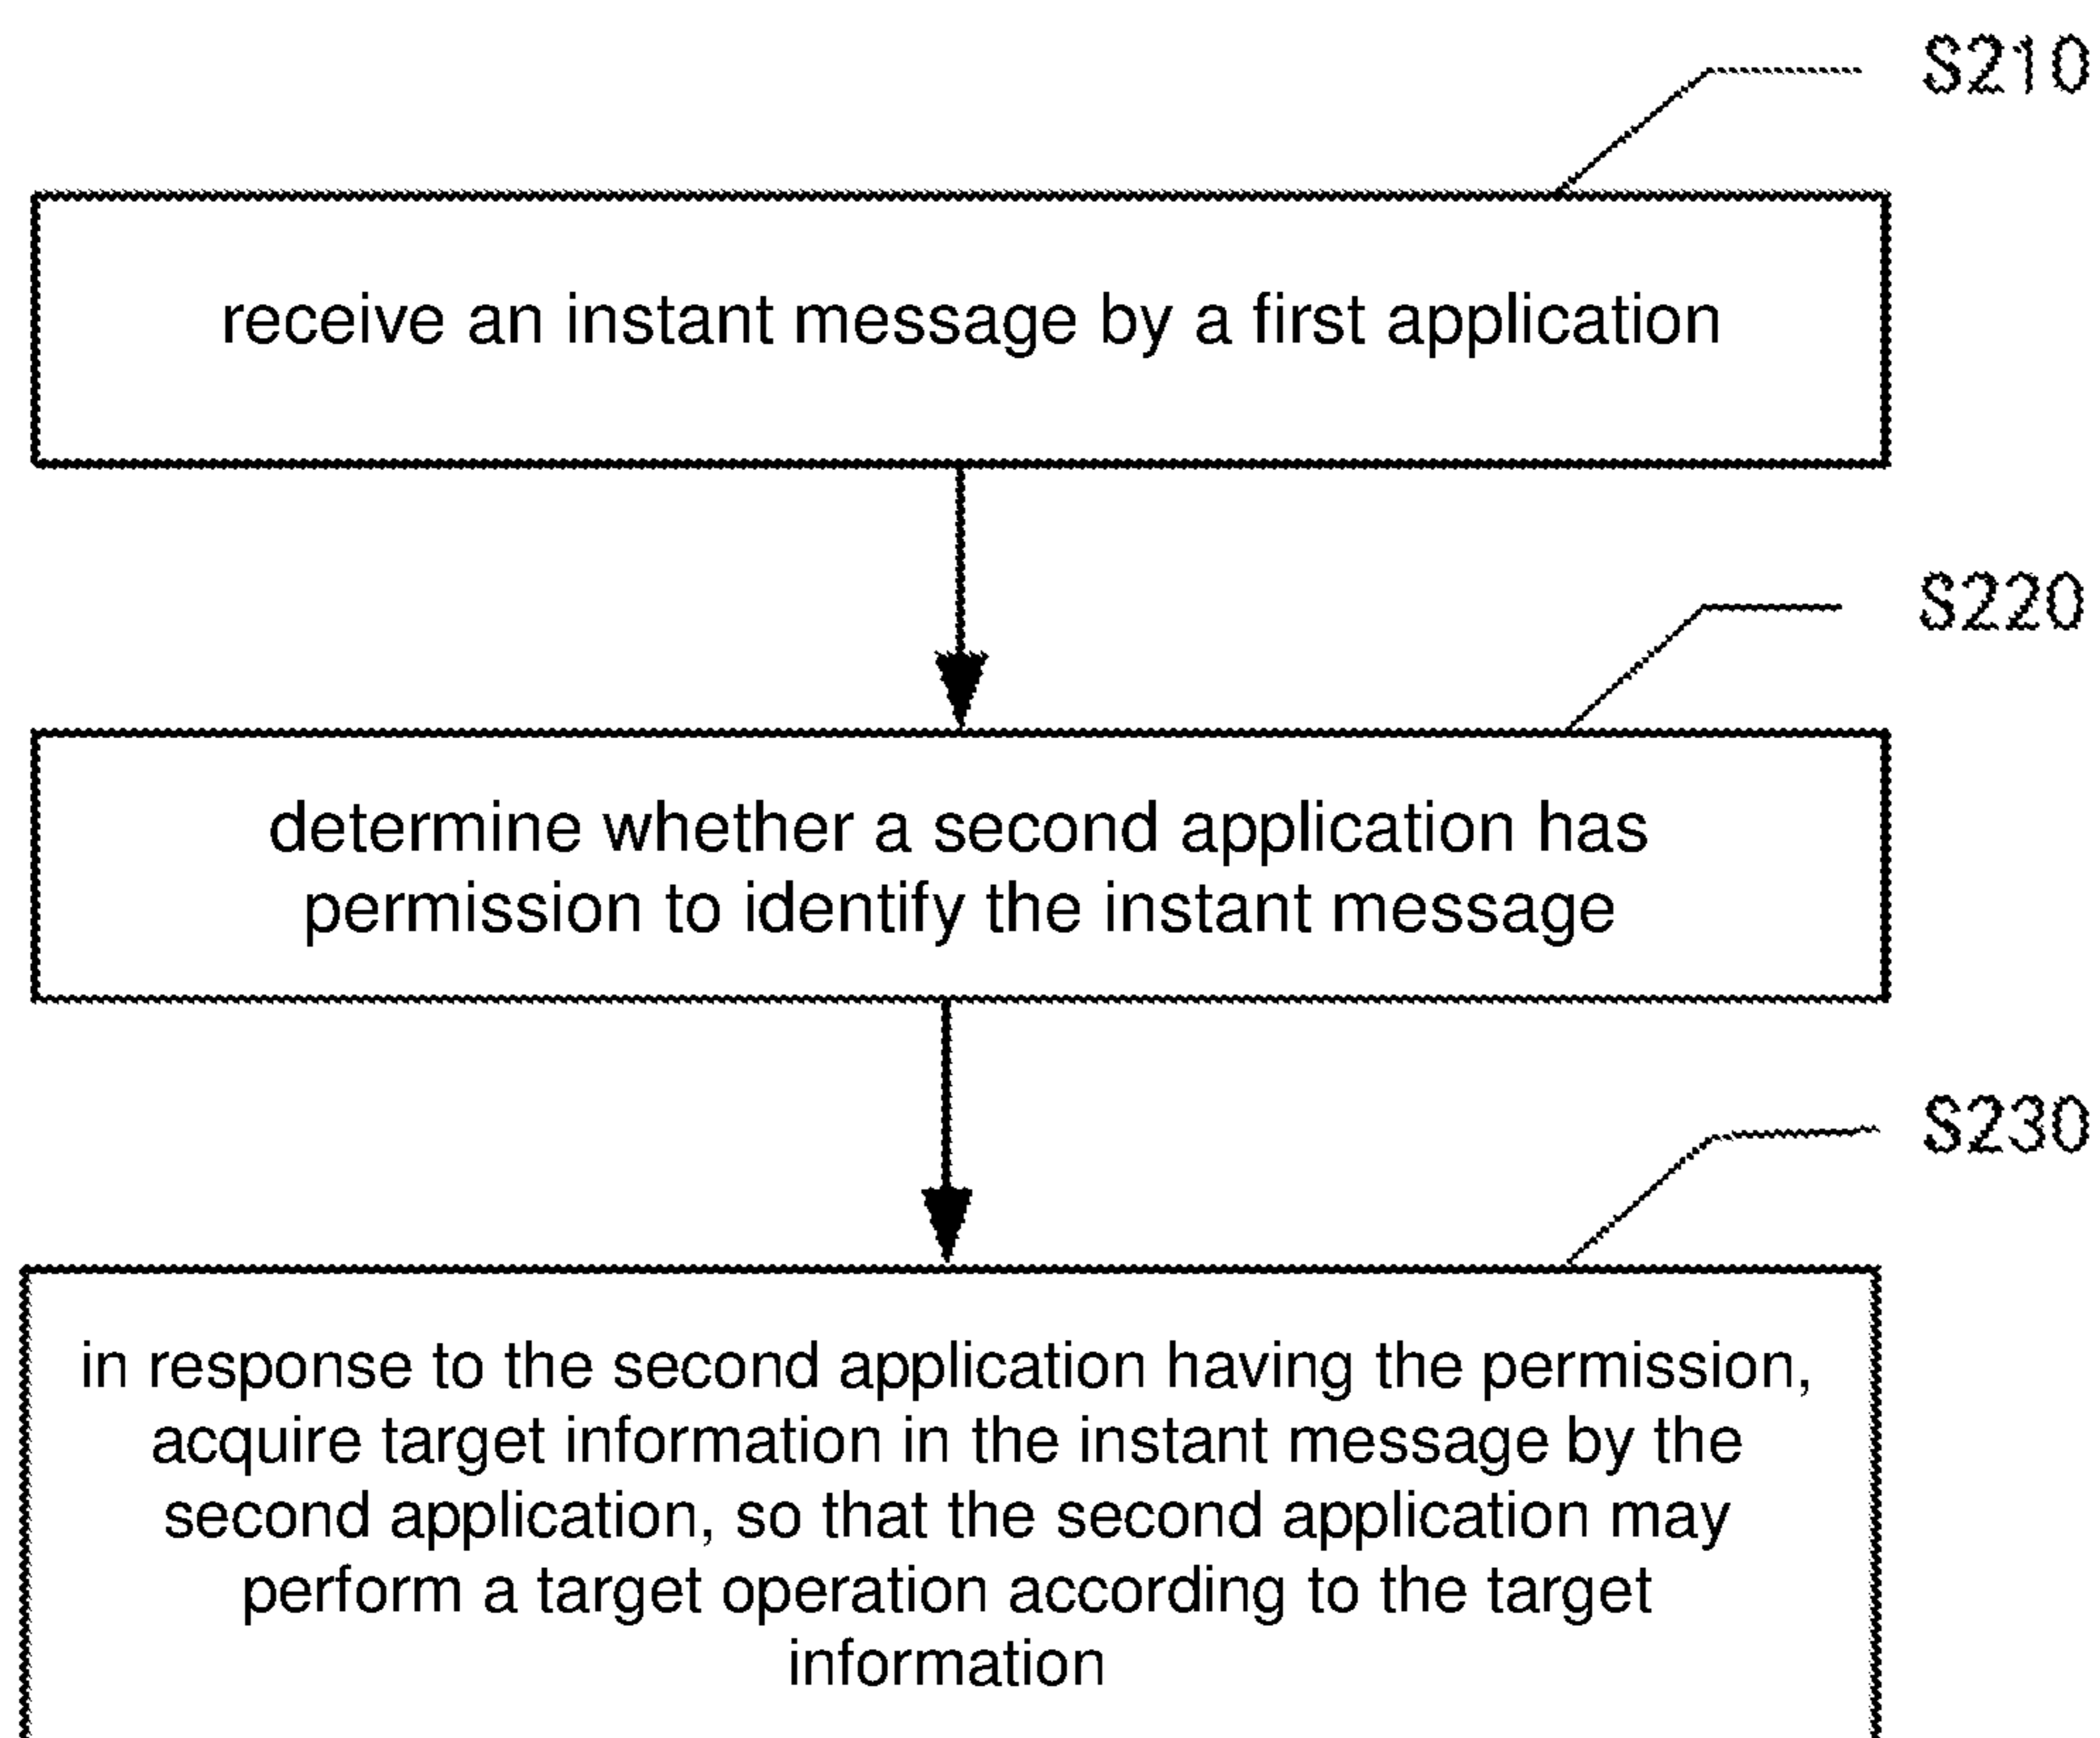 S210
receive an instant message by a first application
S220
determine whether a second application has
permission to identify the instant message
S230
in response to the second application having the permission,
acquire target information in the instant message by the
second application, so that the second application may
perform a target operation according to the target
information